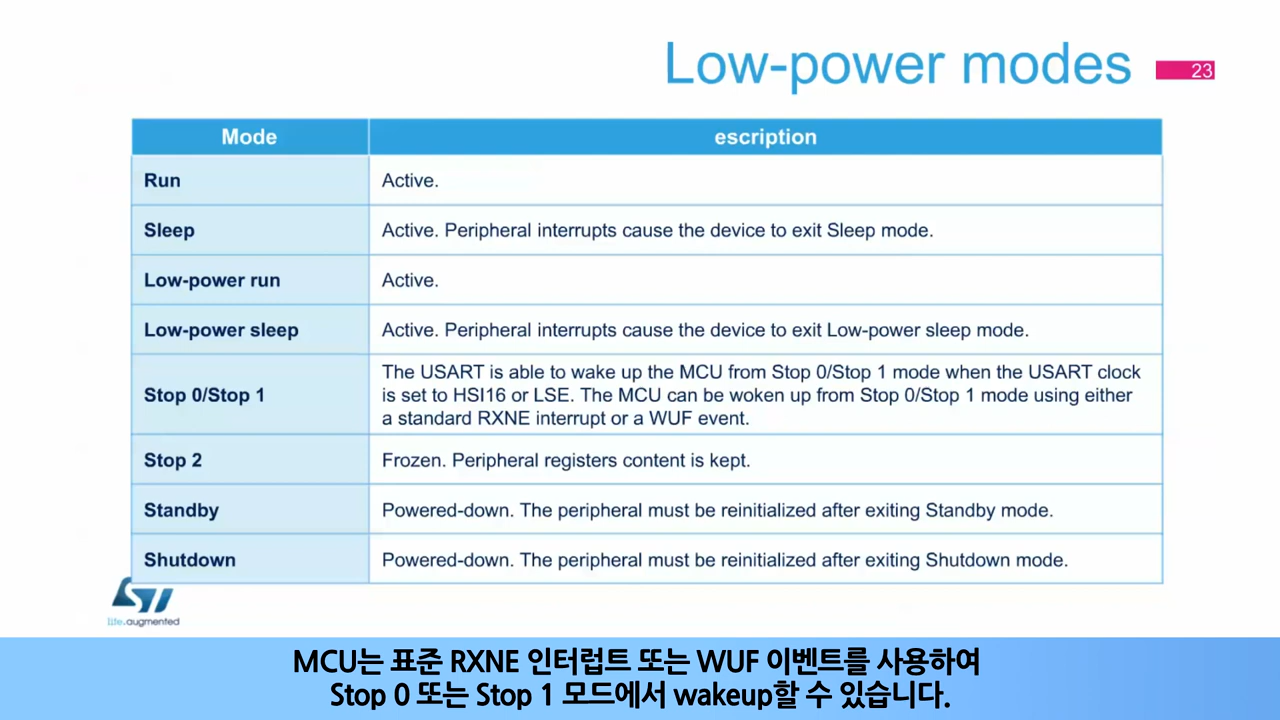 Low-power modes
23
Mode
escription
Run
Active.
Sleep
Active. Peripheral interrupts cause the device to exit Sleep mode.
Low-power run
Active.
Low-power sleep
Active. Peripheral interrupts cause the device to exit Low-power sleep mode.
Stop 0/Stop 1
The USART is able to wake up the MCU from Stop 0/Stop 1 mode when the USART clock
is set to HSI16 or LSE. The MCU can be woken up from Stop 0/Stop 1 mode using either
a standard RXNE interrupt or a WUF event.
Stop 2
Frozen. Peripheral registers content is kept.
Standby
Powered-down. The peripheral must be reinitialized after exiting Standby mode.
Shutdown
Powered-down. The peripheral must be reinitialized after exiting Shutdown mode.
ST
life.augmented
MCU는 표준 RXNE 인터럽트 또는 WUF 이벤트를 사용하여
Stop 0 또는 Stop 1 모드에서 wakeup할 수 있습니다.